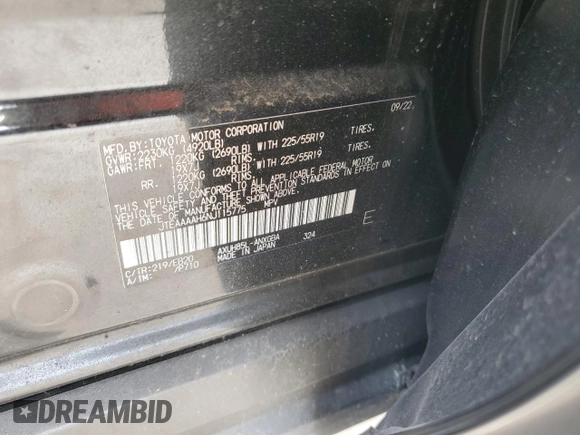 09/22
MFD.BY:TOYOTA MOTOR CORPORATION
GVWR:2230KG (4920LB)
GAWR:FRT. 1220KG (2690LB) WITH 225/55R19 TIRES,
19X7J RIMS,
RR. 1220KG (2690LB) WITH 225/55R19 TIRES,
19X7J RIMS,
THIS VEHICLE CONFORMS TO ALL APPLICABLE FEDERAL MOTOR
VEHICLE SAFETY AND THEFT PREVENTION STANDARDS IN EFFECT
ON THE DATE OF MANUFACTURE SHOWN ABOVE.
JTEAAAAH6NJ115775 MPV
E
C/TR:219/EB20 AXUH85L-ANXGBA 324
A/TM: /P710 MADE IN JAPAN
DREAMBID